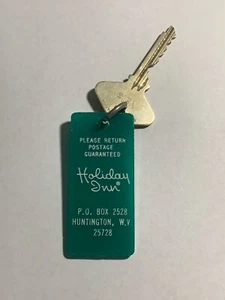 PLEASE RETURN
POSTAGE
GUARANTEED
Holiday
Inn®
P.O. BOX 2528
HUNTINGTON, W.V
25728